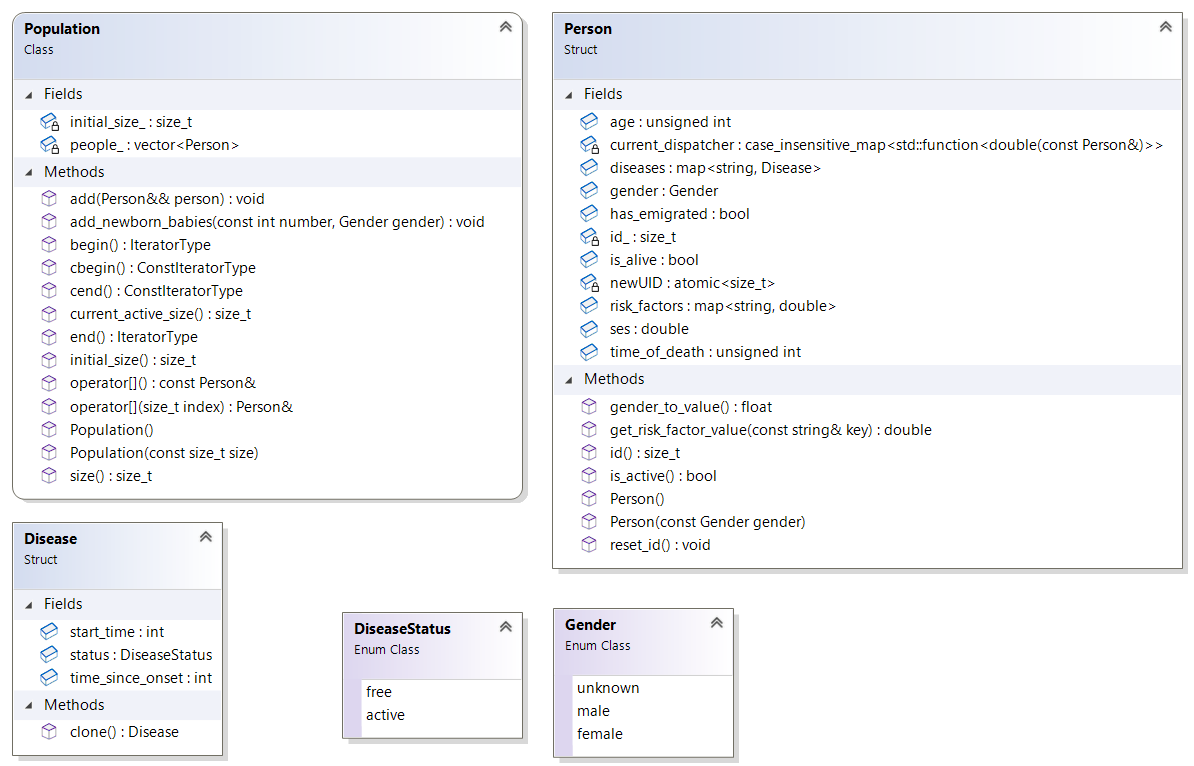 Population
Class
Fields
initial_size_ : size_t
people_ : vector<Person>
Methods
add(Person&& person) : void
add_newborn_babies(const int number, Gender gender) : void
begin() : IteratorType
cbegin() : ConstIteratorType
cend() : ConstIteratorType
current_active_size() : size_t
end() : IteratorType
initial_size() : size_t
operator[]() : const Person&
operator[](size_t index) : Person&
Population()
Population(const size_t size)
size() : size_t
Person
Struct
Fields
age : unsigned int
current_dispatcher : case_insensitive_map<std::function<double(const Person&)>>
diseases : map<string, Disease>
gender : Gender
has_emigrated : bool
id_ : size_t
is_alive : bool
newUID : atomic<size_t>
risk_factors : map<string, double>
ses : double
time_of_death : unsigned int
Methods
gender_to_value() : float
get_risk_factor_value(const string& key) : double
id() : size_t
is_active() : bool
Person()
Person(const Gender gender)
reset_id() : void
Disease
Struct
Fields
start_time : int
status : DiseaseStatus
time_since_onset : int
Methods
clone() : Disease
DiseaseStatus
Enum Class
free
active
Gender
Enum Class
unknown
male
female